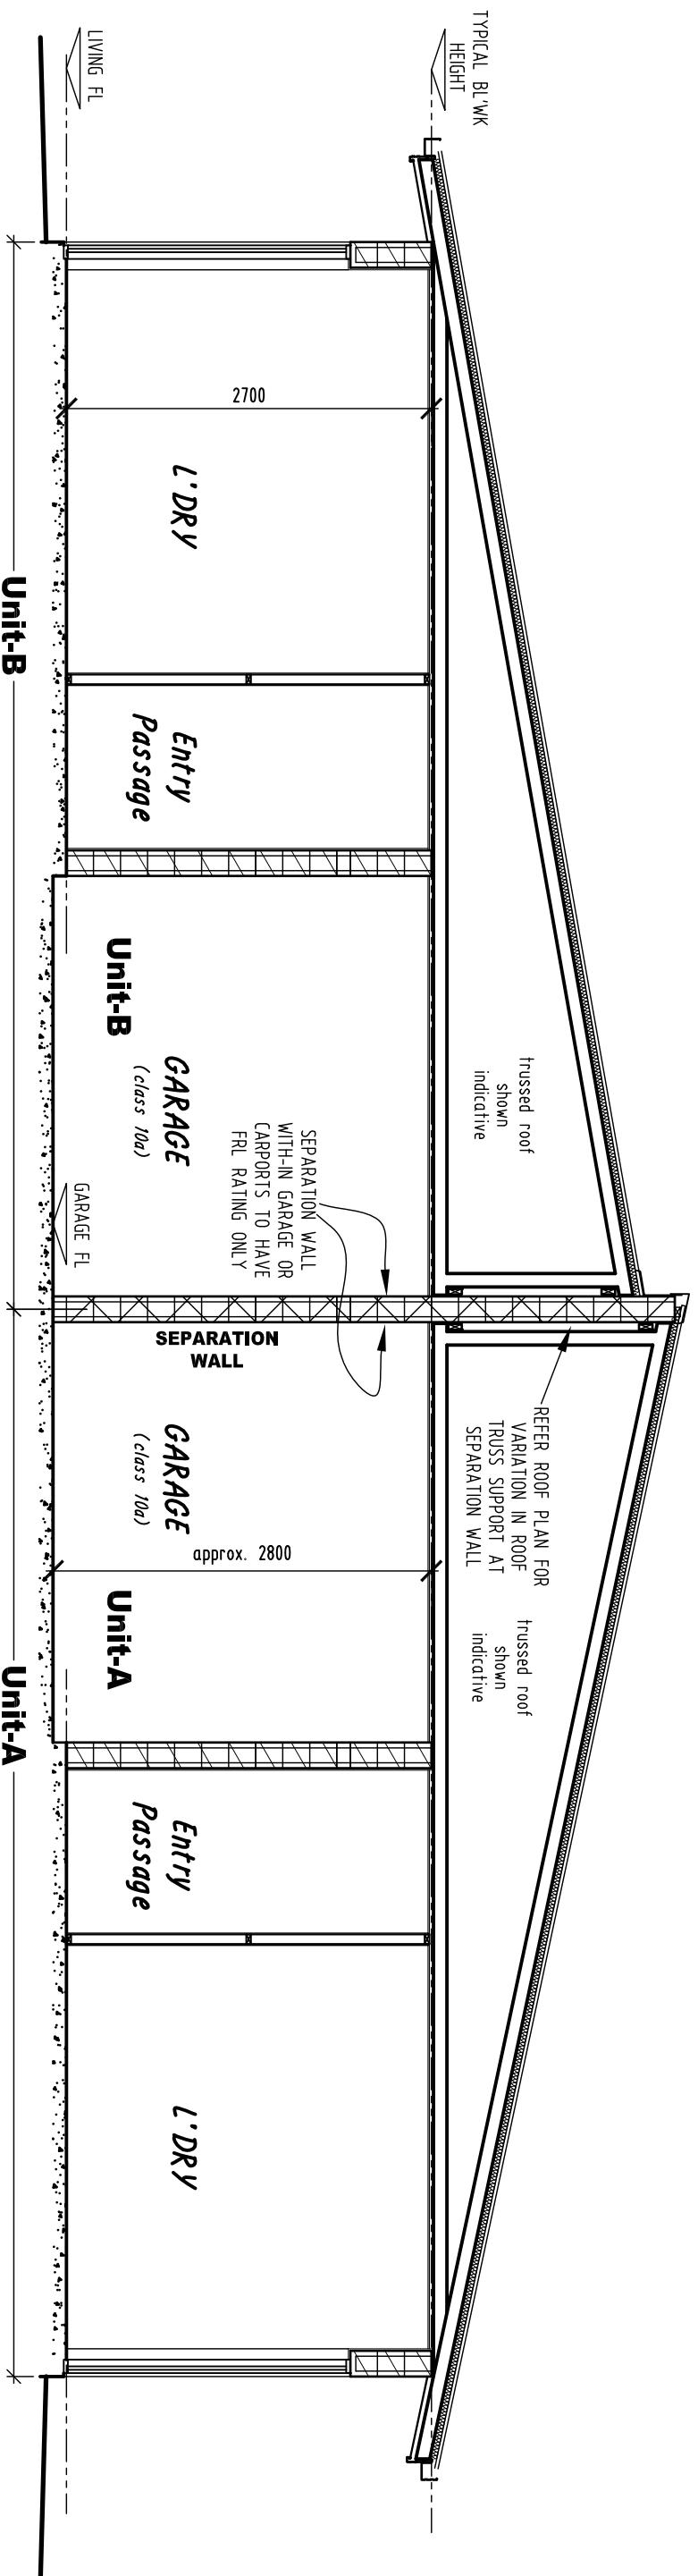 TYPICAL BL'WK
HEIGHT
LIVING FL
2700
L'DRY
Entry
Passage
Unit-B
Unit-B
GARAGE
(class 10a)
trussed roof
shown
indicative
SEPARATION WALL
WITH-IN GARAGE OR
CARPORTS TO HAVE
FRL RATING ONLY
GARAGE FL
SEPARATION
WALL
REFER ROOF PLAN FOR
VARIATION IN ROOF
TRUSS SUPPORT AT
SEPARATION WALL
GARAGE
(class 10a)
approx. 2800
trussed roof
shown
indicative
Unit-A
Unit-A
Entry
Passage
L'DRY